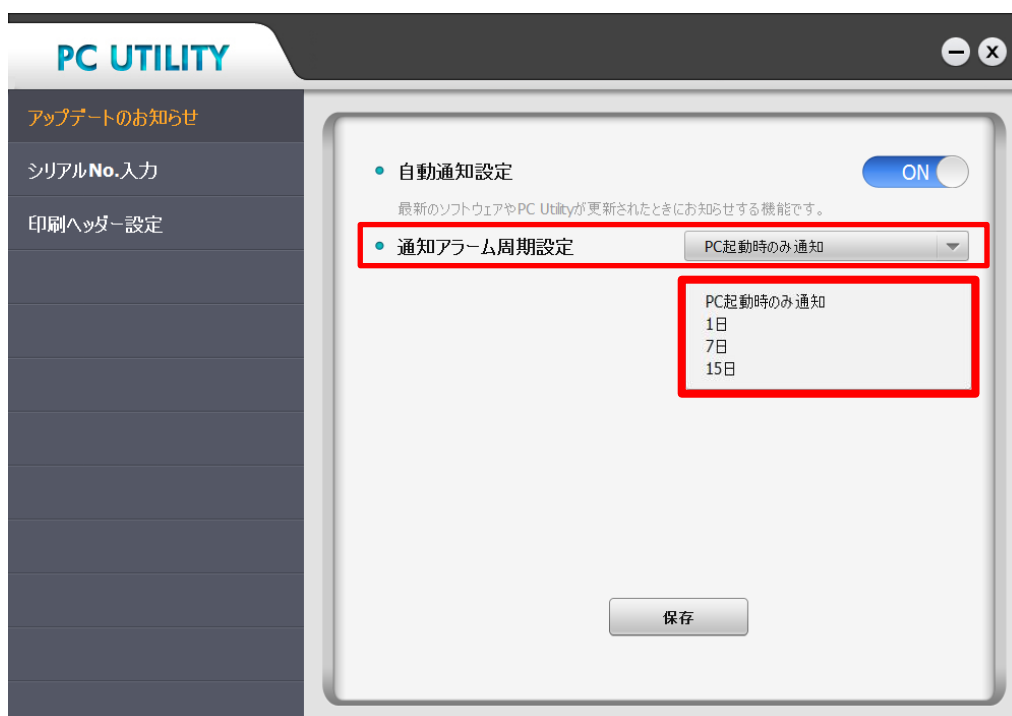 PC UTILITY
アップデートのお知らせ
シリアルNo.入力
印刷ヘッダー設定
自動通知設定
ON
最新のソフトウェアやPC Utilityが更新されたときにお知らせする機能です。
通知アラーム周期設定
PC起動時のみ通知
PC起動時のみ通知
1日
7日
15日
保存